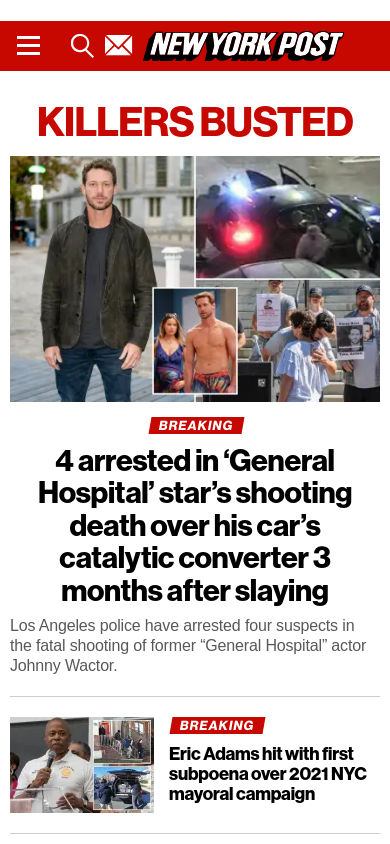 NEW YORK POST
KILLERS BUSTED
BREAKING
4 arrested in ‘General
Hospital’ star’s shooting
death over his car’s
catalytic converter 3
months after slaying
Los Angeles police have arrested four suspects in
the fatal shooting of former “General Hospital” actor
Johnny Wactor.
BREAKING
Eric Adams hit with first
subpoena over 2021 NYC
mayoral campaign